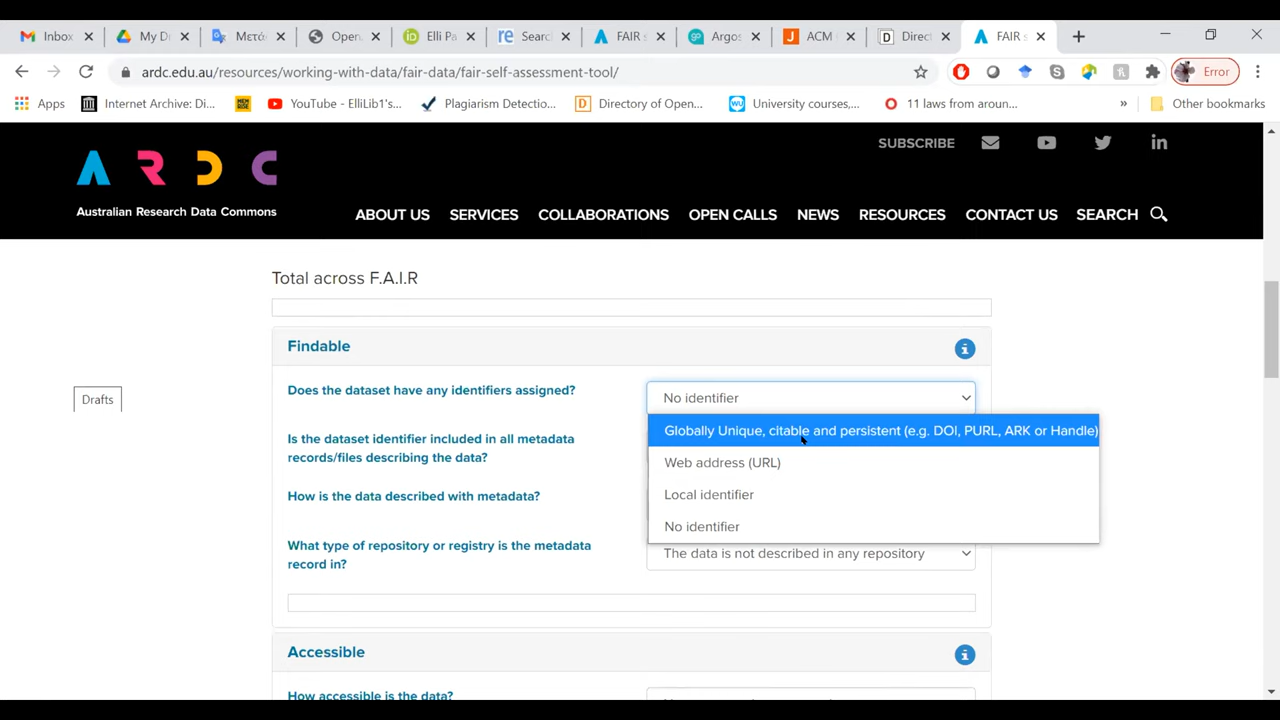 Inbox
My D
Μετά
Open
Elli Pa
Searc
FAIR s
Argos
ACM
Direc
FAIR s
ardc.edu.au/resources/working-with-data/fair-data/fair-self-assessment-tool/
Error
Apps
Internet Archive: Di...
YouTube - ElliLib1's...
Plagiarism Detectio...
Directory of Open...
University courses,...
11 laws from aroun...
»
Other bookmarks
ARDC
Australian Research Data Commons
SUBSCRIBE
ABOUT US SERVICES COLLABORATIONS OPEN CALLS NEWS RESOURCES CONTACT US SEARCH
Total across F.A.I.R
Findable
Drafts
Does the dataset have any identifiers assigned?
No identifier
Globally Unique, citable and persistent (e.g. DOI, PURL, ARK or Handle)
Web address (URL)
Local identifier
No identifier
Is the dataset identifier included in all metadata
records/files describing the data?
How is the data described with metadata?
What type of repository or registry is the metadata
record in?
The data is not described in any repository
Accessible
How accessible is the data?